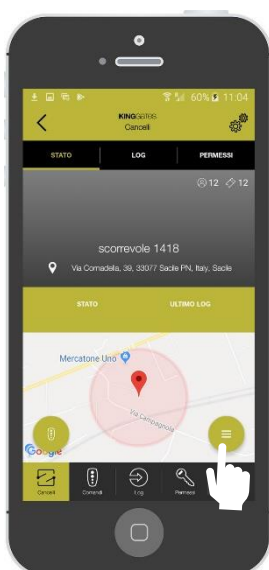 60% 11:04
KINGGATES
Cancelli
STATO LOG PERMESSI
12 12
scorrevole 1418
Via Cornadella, 39, 33077 Sacile PN, Italy, Sacile
STATO ULTIMO LOG
Mercatone Uno
Via Campagnola
Google
Cancelli Comandi Log Permessi